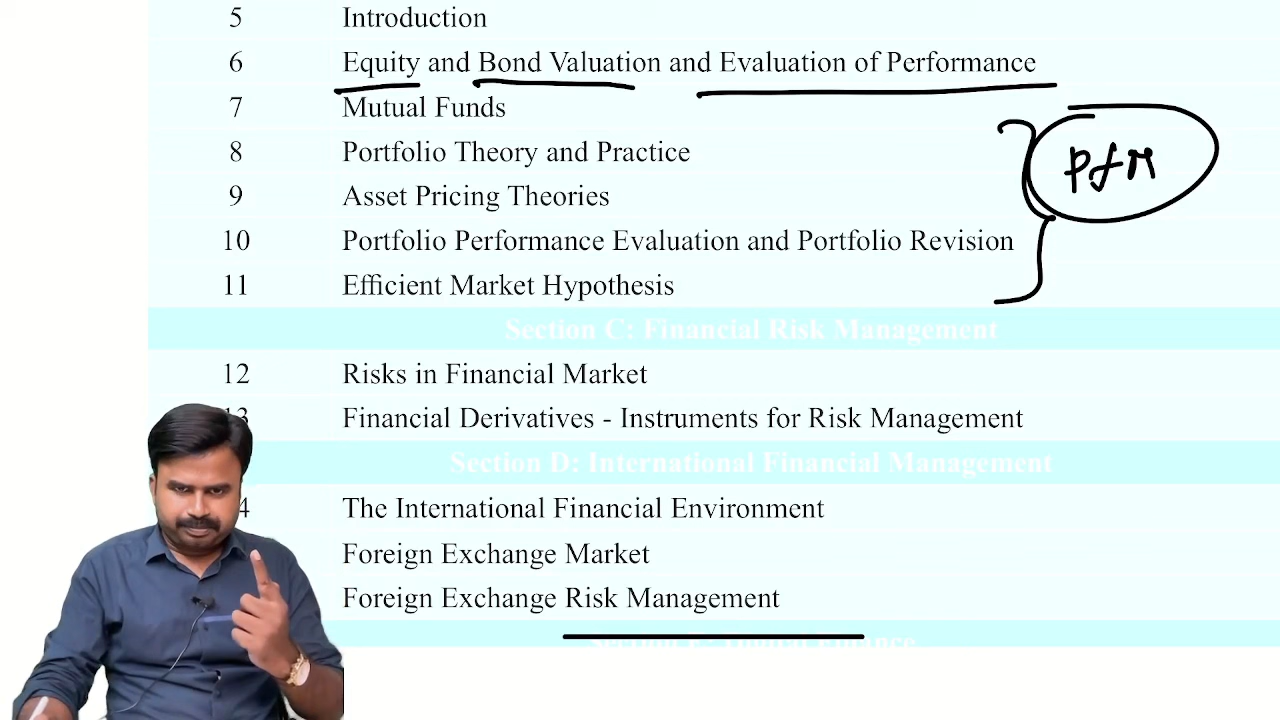 5 Introduction
6 Equity and Bond Valuation and Evaluation of Performance
7 Mutual Funds
8 Portfolio Theory and Practice
PfM
9 Asset Pricing Theories
10 Portfolio Performance Evaluation and Portfolio Revision
11 Efficient Market Hypothesis
Section C: Financial Risk Management
12 Risks in Financial Market
13 Financial Derivatives - Instruments for Risk Management
Section D: International Financial Management
4 The International Financial Environment
Foreign Exchange Market
Foreign Exchange Risk Management